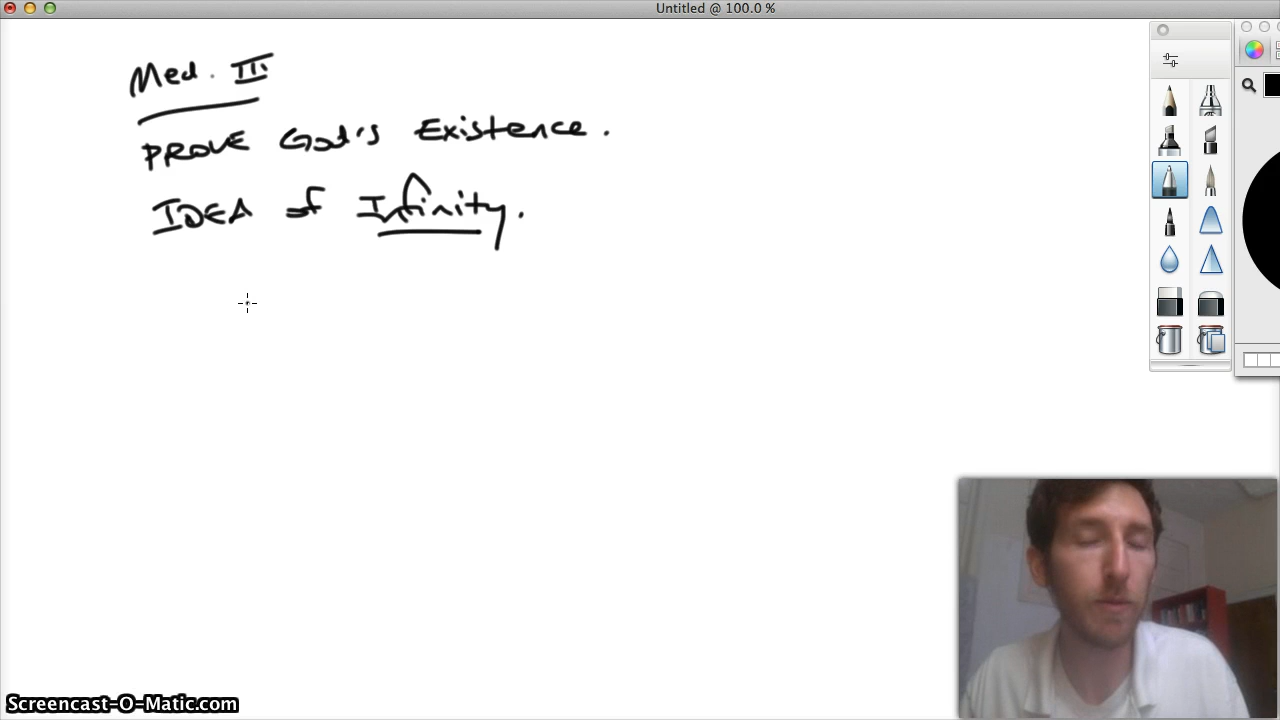 Untitled @ 100.0 %
Med. III.
PROVE God's Existence.
IDEA of Infinity.
Screencast-O-Matic.com